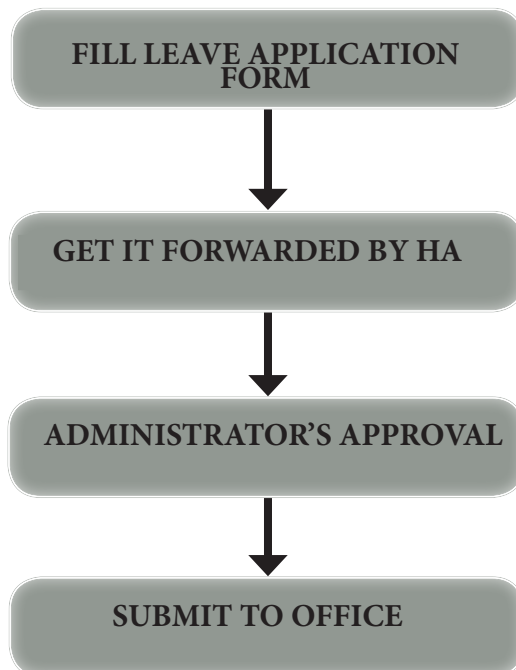 FILL LEAVE APPLICATION
FORM
GET IT FORWARDED BY HA
ADMINISTRATOR’S APPROVAL
SUBMIT TO OFFICE